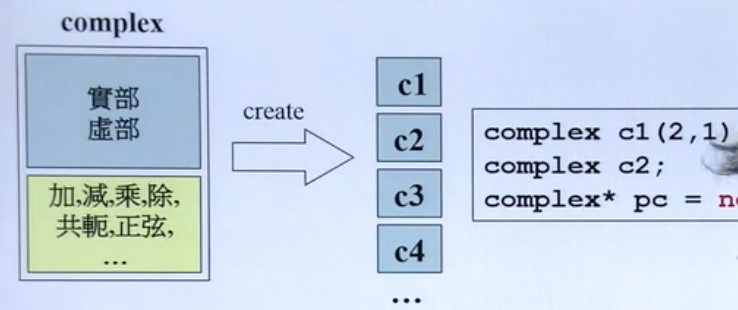 complex
實部
虛部
加,減,乘,除,
共軛,正弦,
...
create
c1
c2
c3
c4
...
complex c1(2,1)
complex c2;
complex* pc =